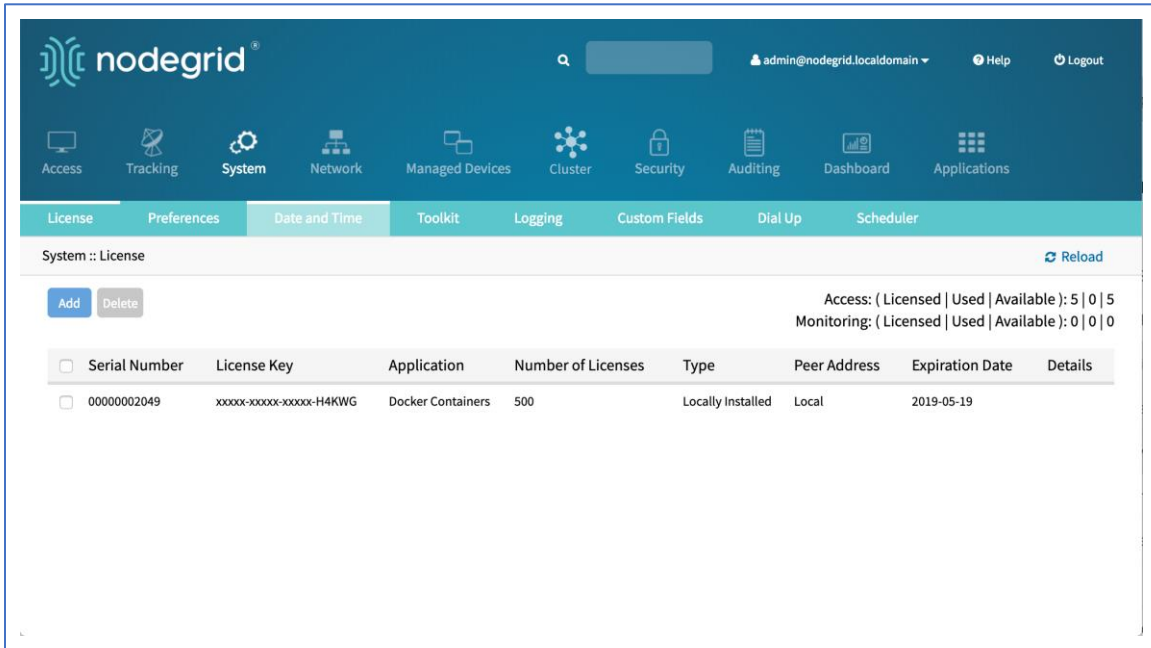 nodegrid®
admin@nodegrid.localdomain Help Logout
Access Tracking System Network Managed Devices Cluster Security Auditing Dashboard Applications
License Preferences Date and Time Toolkit Logging Custom Fields Dial Up Scheduler
System :: License Reload
Add Delete
Access: ( Licensed | Used | Available ): 5 | 0 | 5
Monitoring: ( Licensed | Used | Available ): 0 | 0 | 0
Serial Number License Key Application Number of Licenses Type Peer Address Expiration Date Details
00000002049 xxxxx-xxxxx-xxxxx-H4KWG Docker Containers 500 Locally Installed Local 2019-05-19